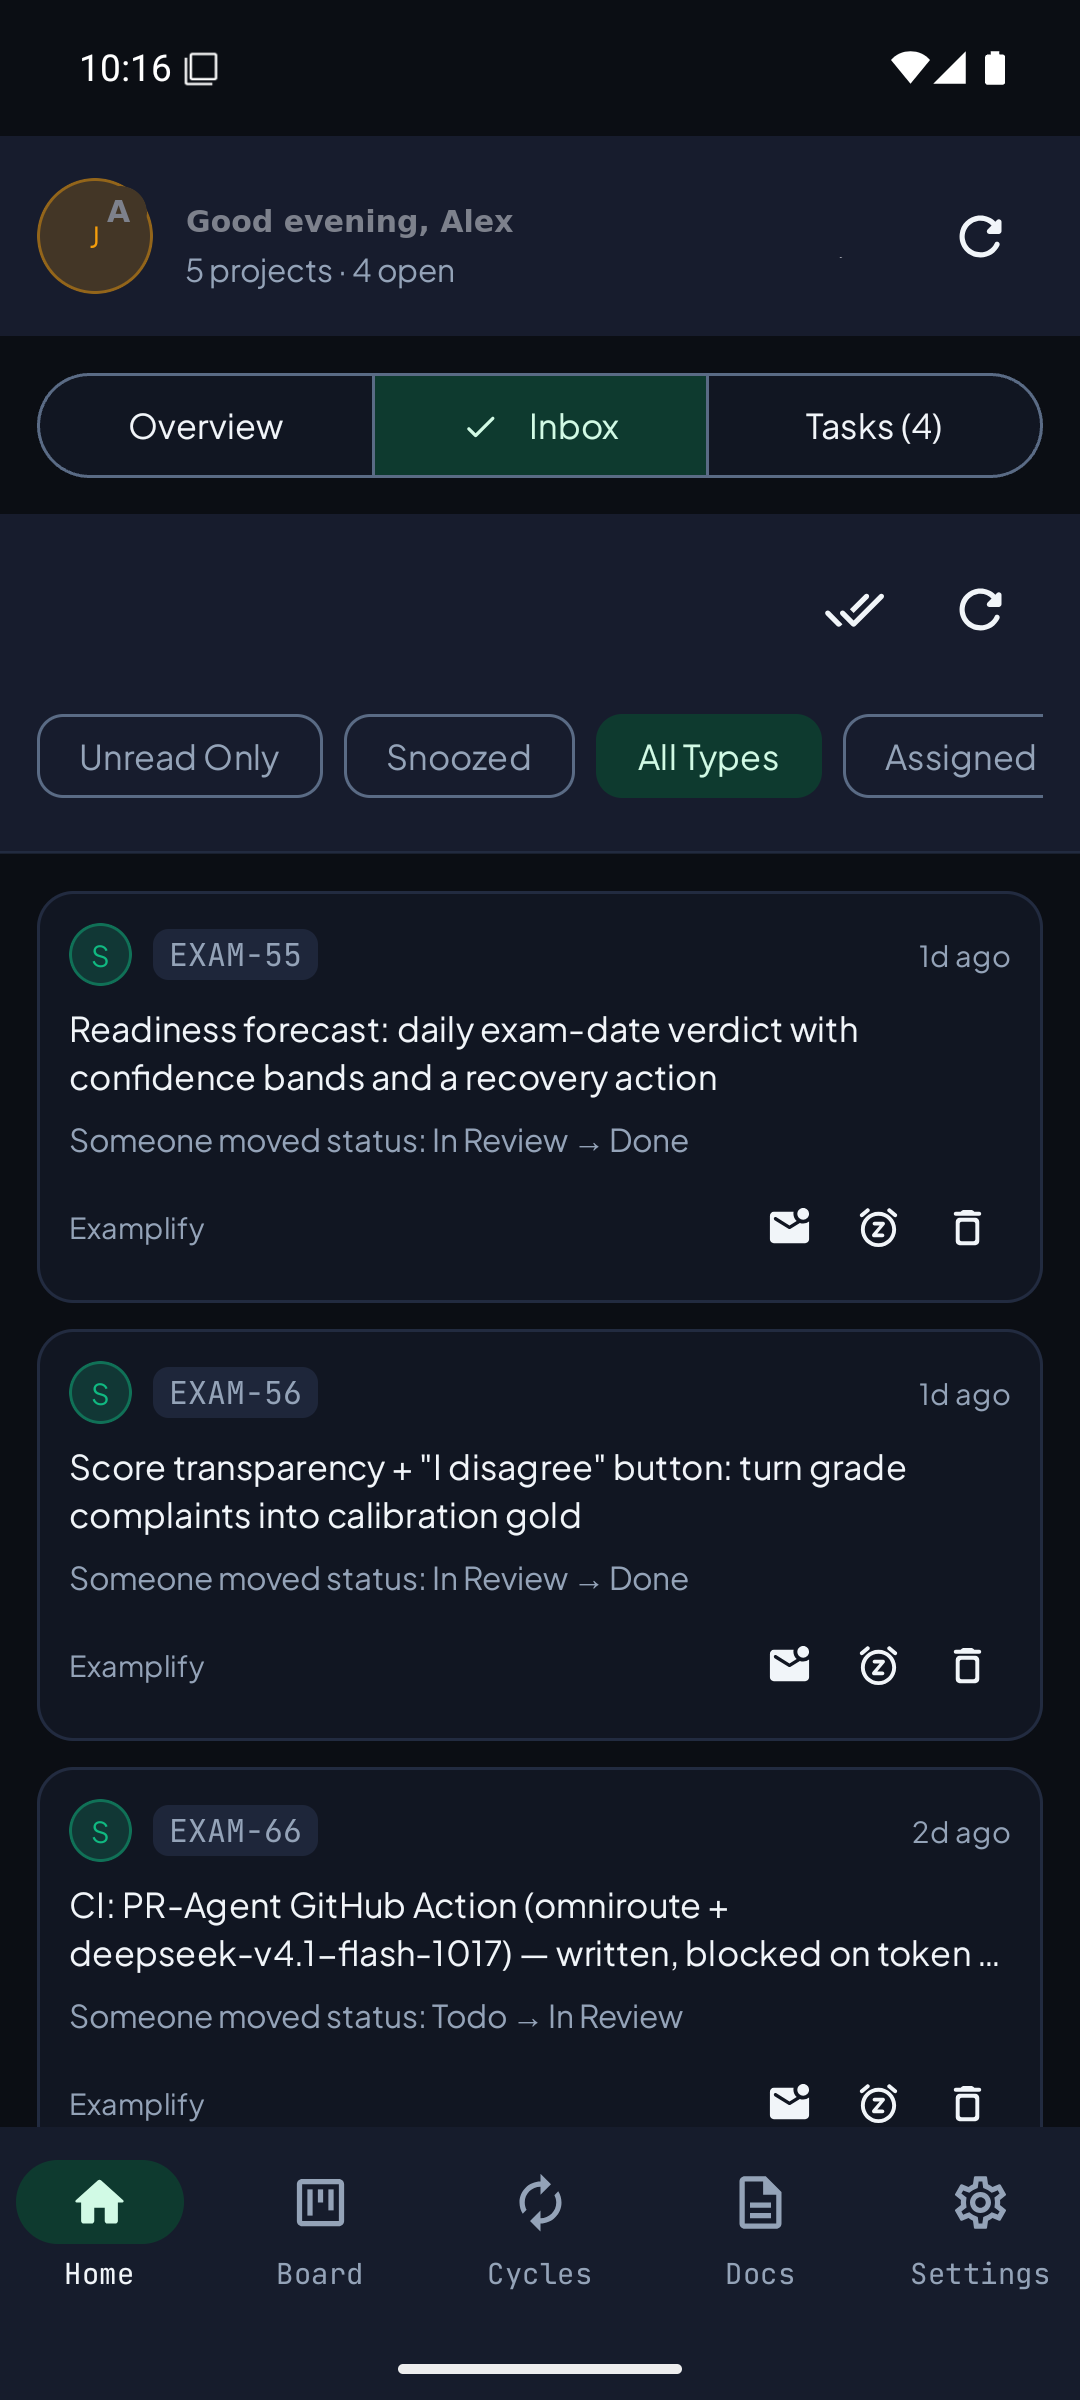 10:16
A
J
Good evening, Alex
5 projects · 4 open
Overview
Inbox
Tasks (4)
Unread Only
Snoozed
All Types
Assigned
S
EXAM-55
1d ago
Readiness forecast: daily exam-date verdict with
confidence bands and a recovery action
Someone moved status: In Review → Done
Examplify
S
EXAM-56
1d ago
Score transparency + "I disagree" button: turn grade
complaints into calibration gold
Someone moved status: In Review → Done
Examplify
S
EXAM-66
2d ago
CI: PR-Agent GitHub Action (omniroute +
deepseek-v4.1-flash-1017) — written, blocked on token ...
Someone moved status: Todo → In Review
Examplify
Home
Board
Cycles
Docs
Settings